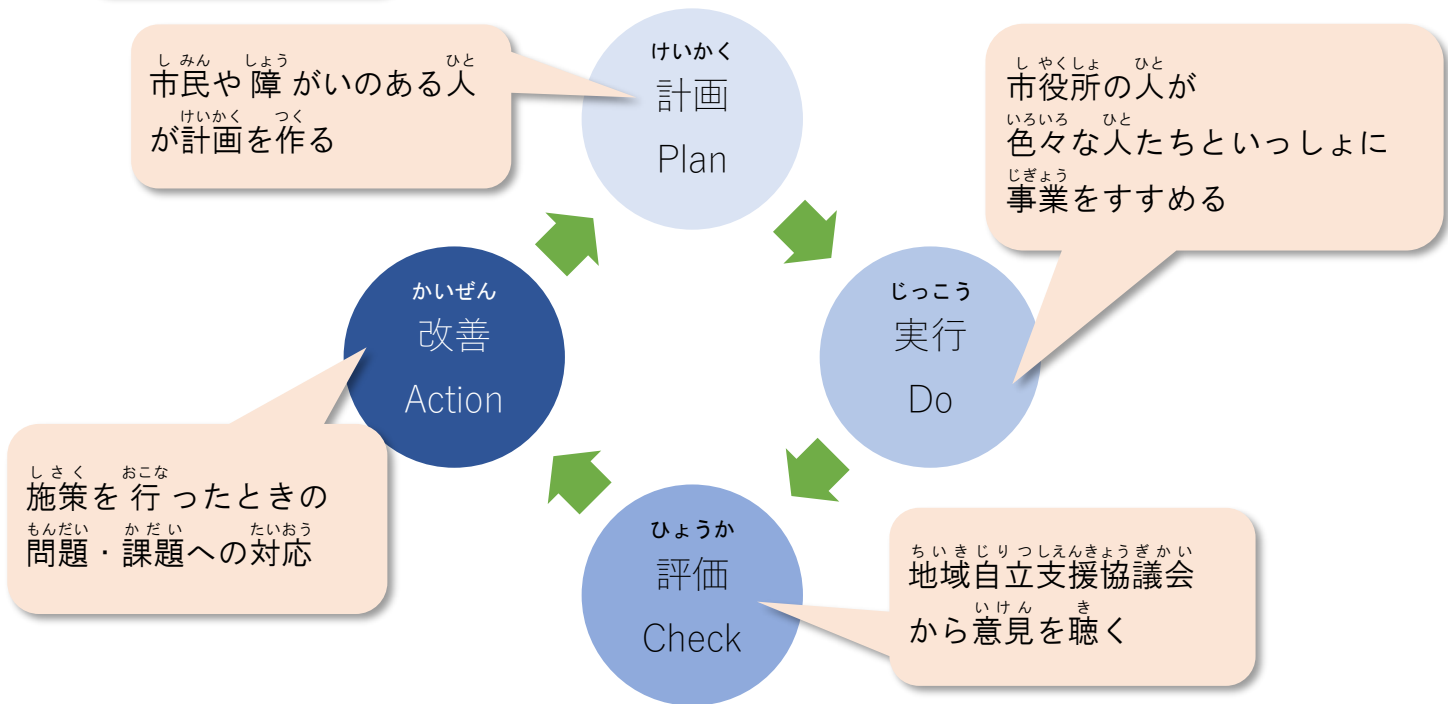 し みん しょう ひと
市民や障がいのある人
けいかく つく
が計画を作る
けいかく
計画
Plan
し やくしょ ひと
市役所の人が
いろいろ ひと
色々な人たちといっしょに
じぎょう
事業をすすめる
じっこう
実行
Do
ひょうか
評価
Check
ちいきじりつしえんきょうぎかい
地域自立支援協議会
いけん き
から意見を聴く
かいぜん
改善
Action
しさく おこな
施策を行ったときの
もんだい かだい たいおう
問題・課題への対応